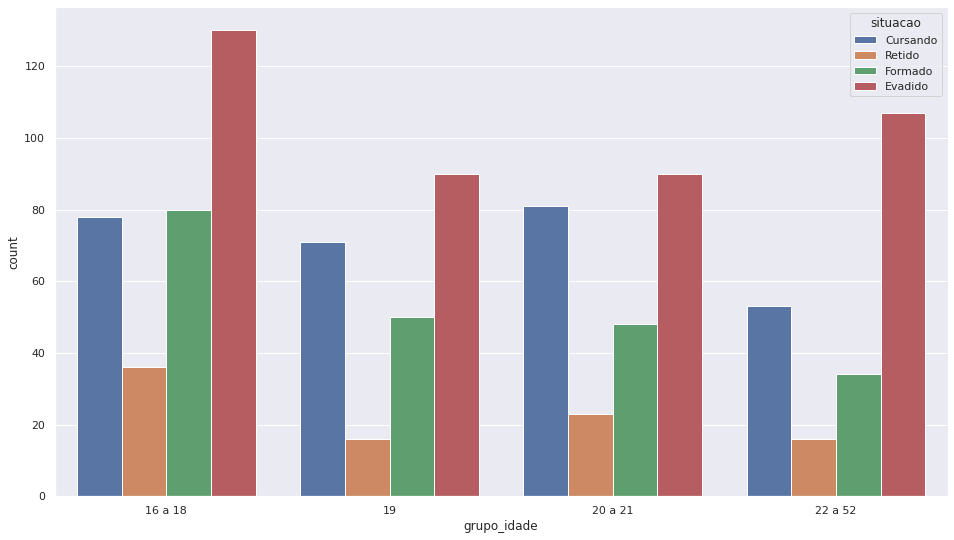 situacao
Cursando
Retido
Formado
Evadido
120
100
80
60
40
20
0
count
16 a 18
19
20 a 21
22 a 52
grupo_idade